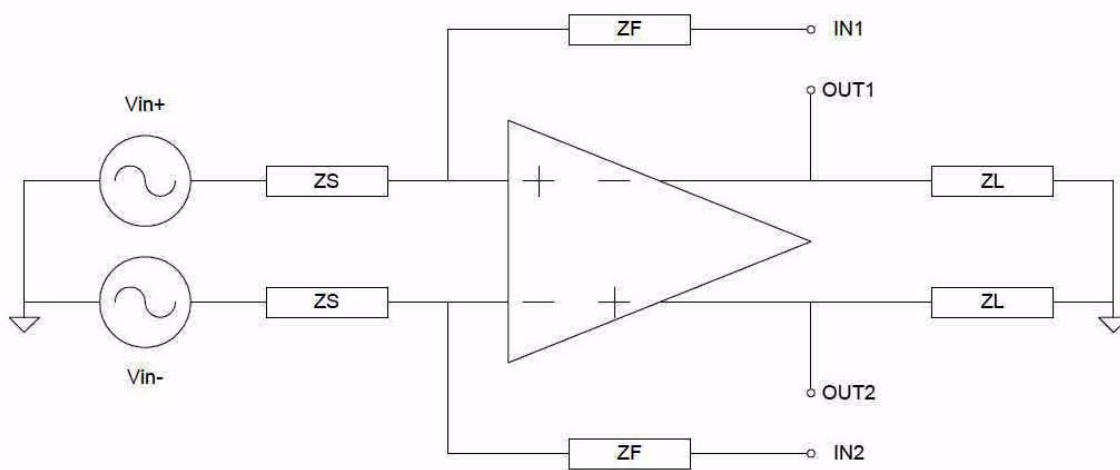 ZF
IN1
OUT1
Vin+
ZS
+
−
ZL
ZS
−
+
ZL
Vin-
OUT2
ZF
IN2